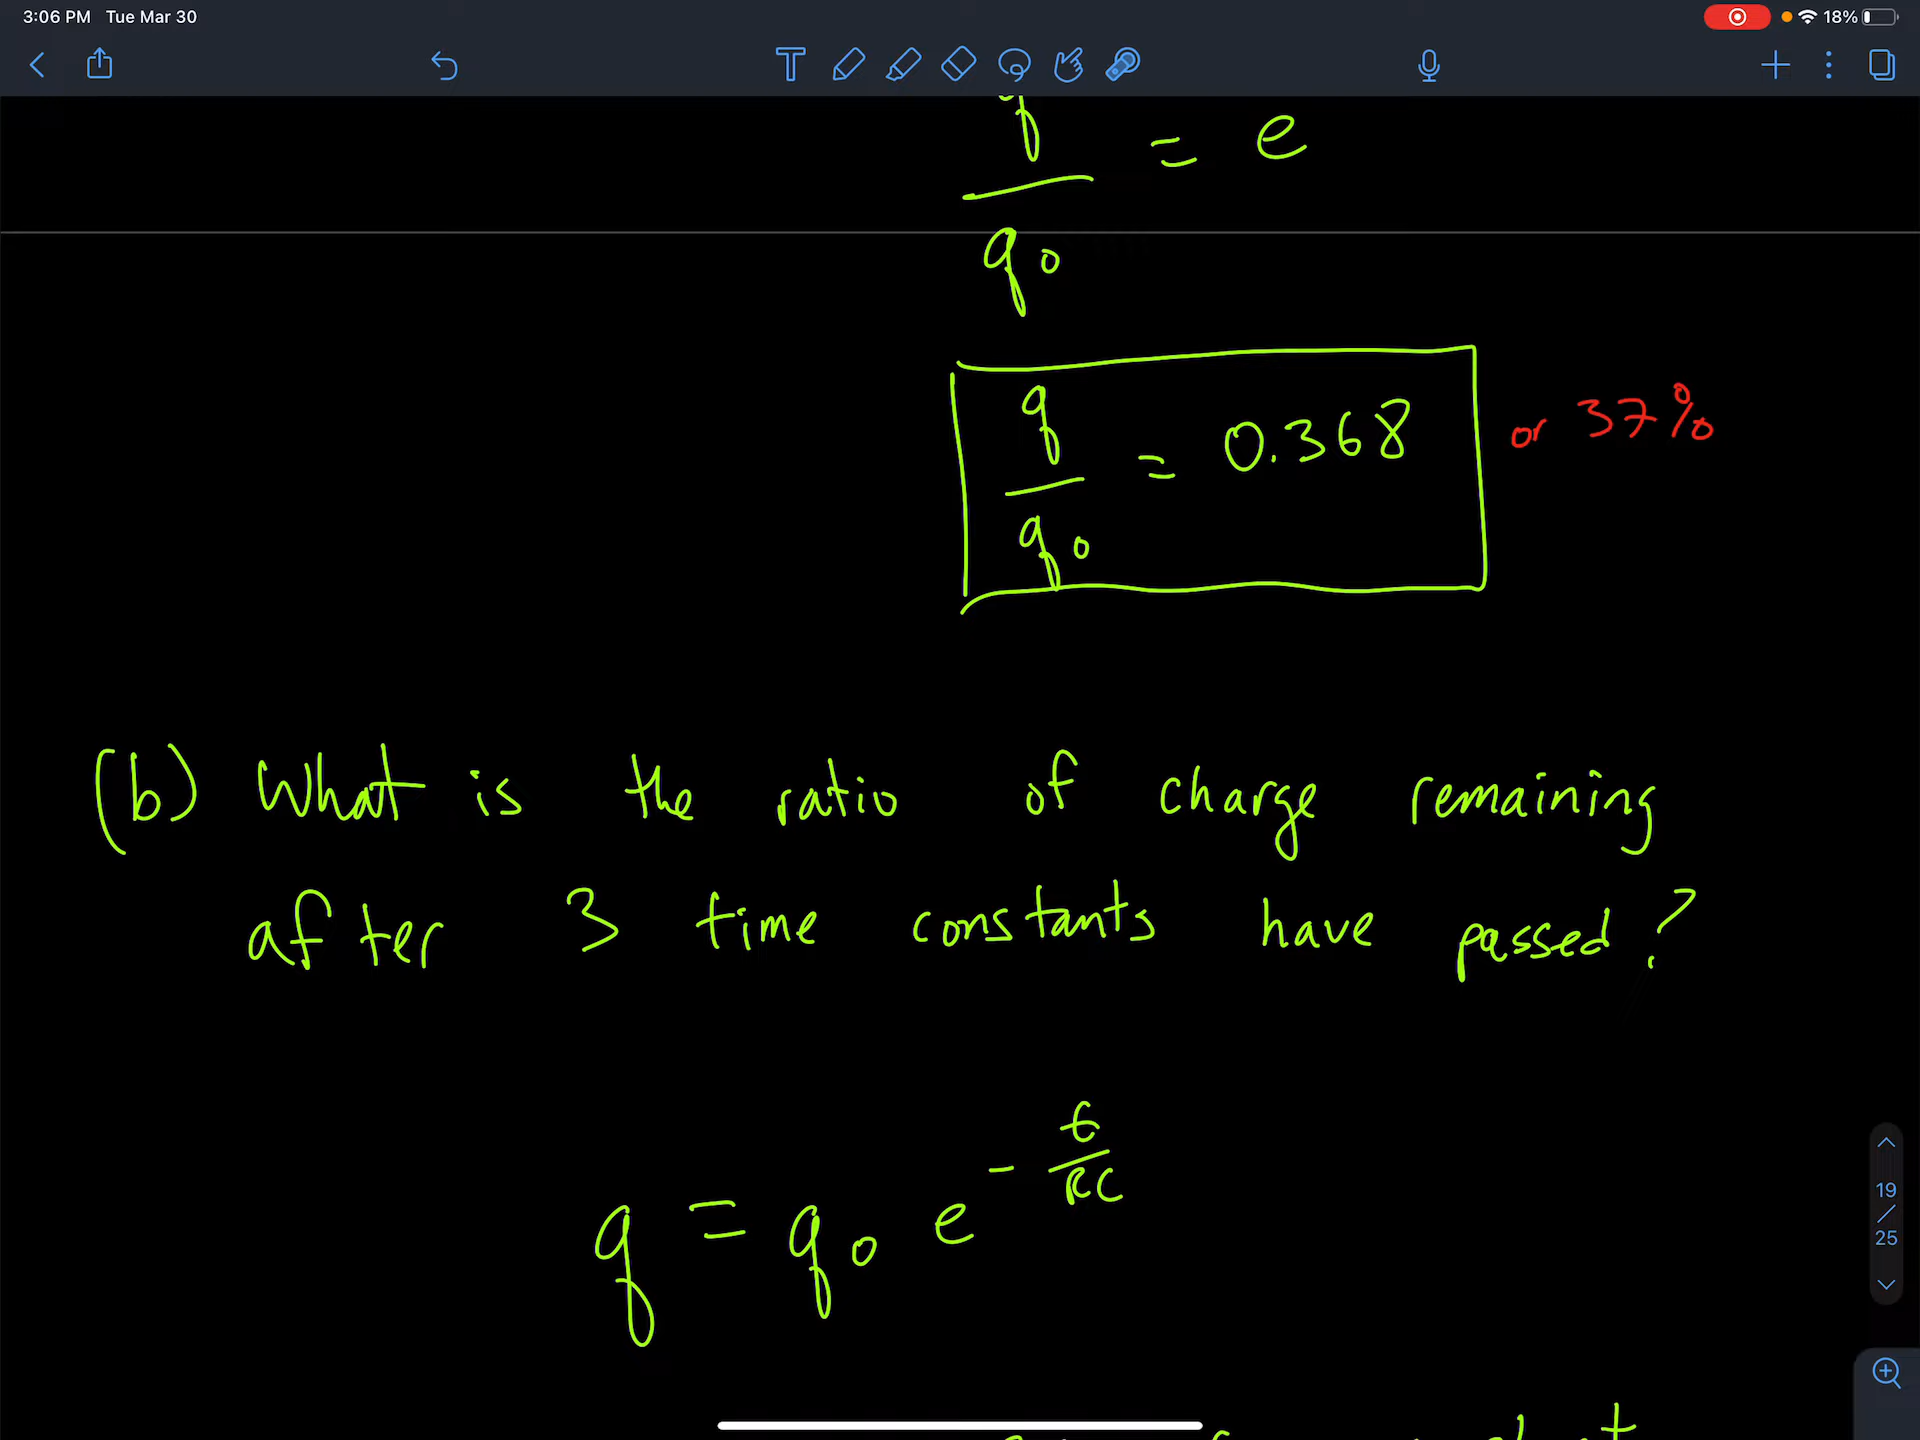 3:06 PM Tue Mar 30
18%
q/q₀ = e
q/q₀ = 0.368 or 37%
(b) What is the ratio of charge remaining
after 3 time constants have passed?
q = q₀ e^(-t/RC)
19
/
25